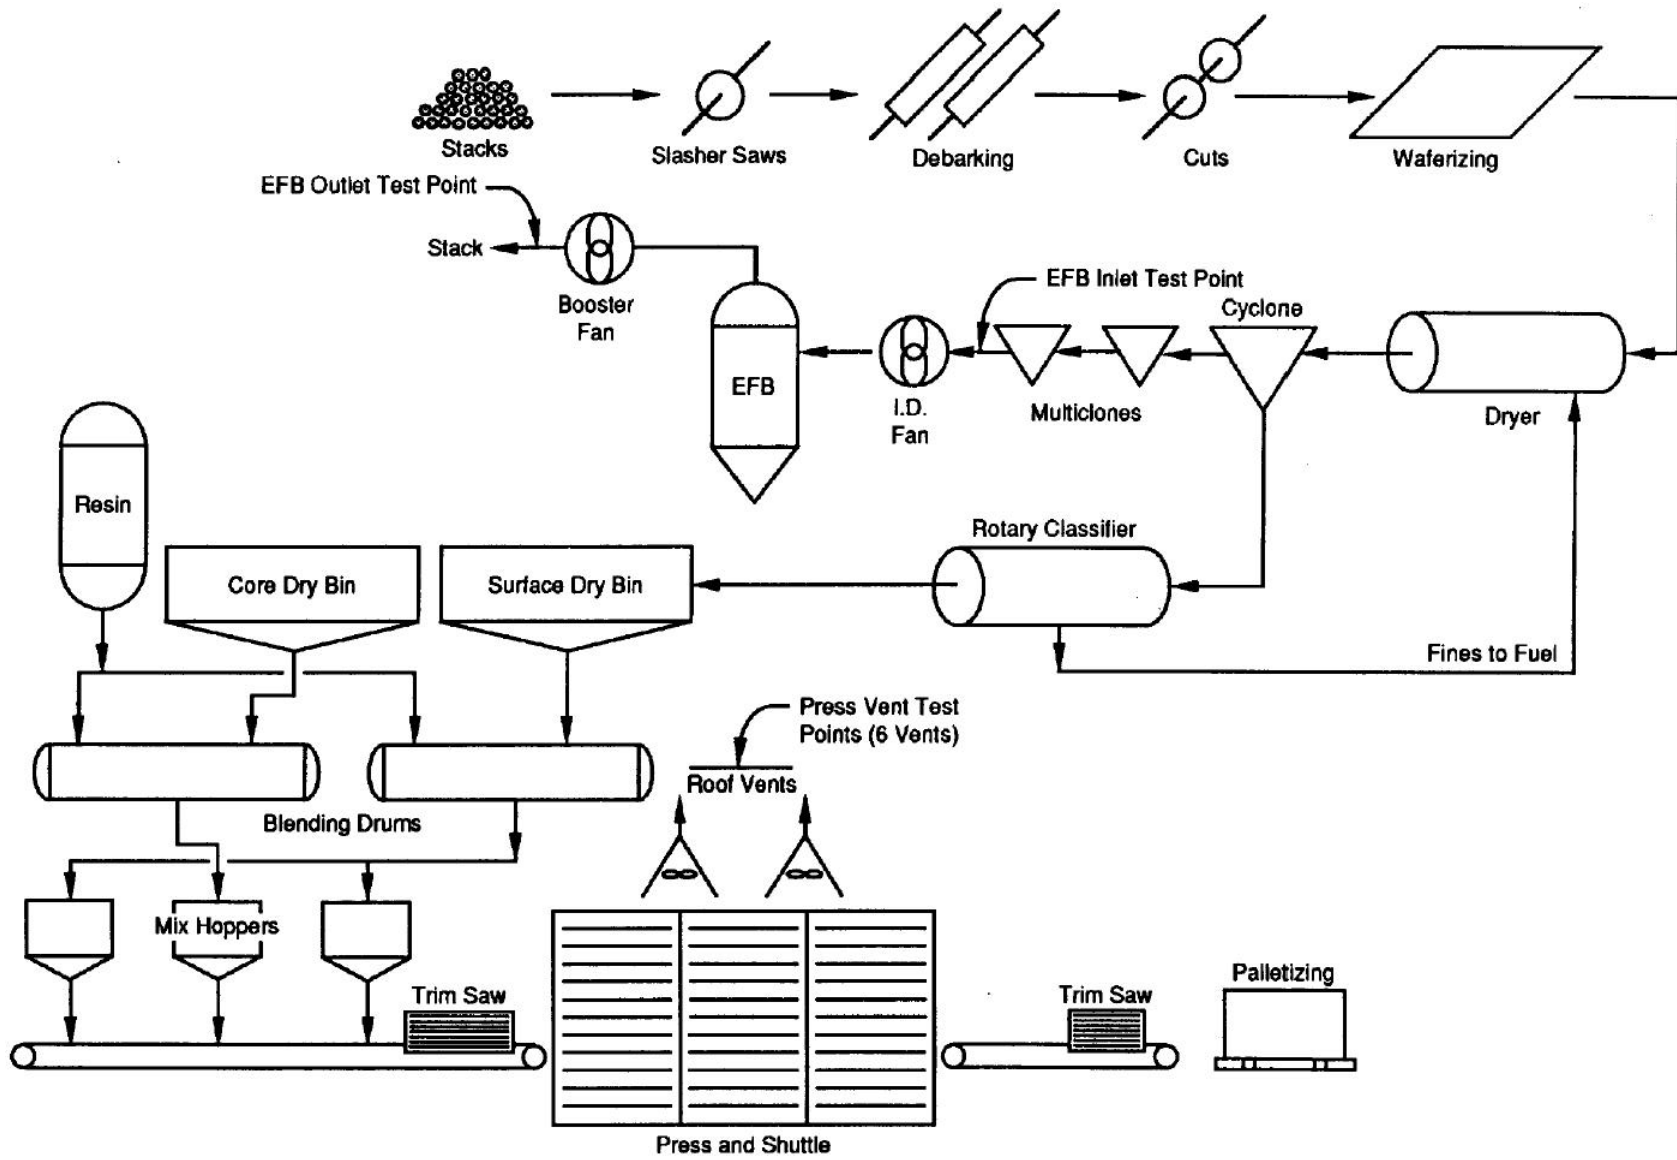 Stacks
Slasher Saws
Debarking
Cuts
Waferizing
EFB Outlet Test Point
Stack
Booster
Fan
EFB Inlet Test Point
Cyclone
EFB
I.D.
Fan
Multiclones
Dryer
Resin
Core Dry Bin
Surface Dry Bin
Rotary Classifier
Fines to Fuel
Press Vent Test
Points (6 Vents)
Roof Vents
Blending Drums
Mix Hoppers
Trim Saw
Trim Saw
Palletizing
Press and Shuttle